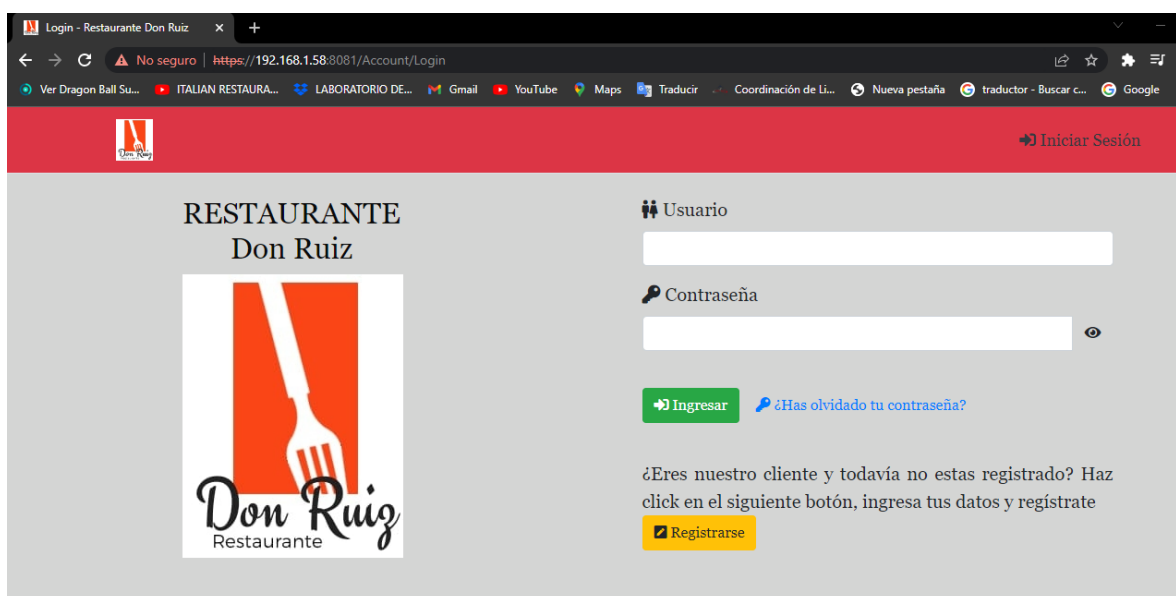 Login - Restaurante Don Ruiz
No seguro | https://192.168.1.58:8081/Account/Login
Ver Dragon Ball Su... ITALIAN RESTAURA... LABORATORIO DE... Gmail YouTube Maps Traducir Coordinación de Li... Nueva pestaña traductor - Buscar c... Google
Don Ruiz
Iniciar Sesión
RESTAURANTE
Don Ruiz
Don Ruiz
Restaurante
Usuario
Contraseña
Ingresar ¿Has olvidado tu contraseña?
¿Eres nuestro cliente y todavía no estas registrado? Haz
click en el siguiente botón, ingresa tus datos y regístrate
Registrarse